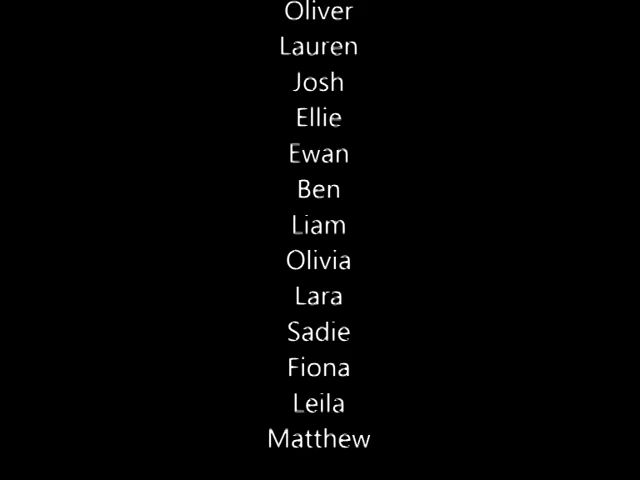 Oliver
Lauren
Josh
Ellie
Ewan
Ben
Liam
Olivia
Lara
Sadie
Fiona
Leila
Matthew